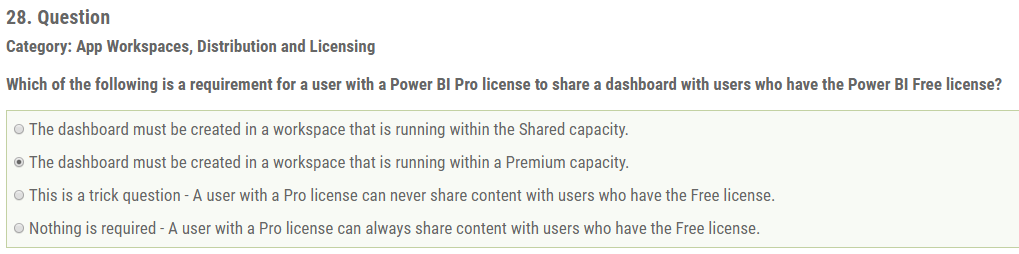 28. Question
Category: App Workspaces, Distribution and Licensing
Which of the following is a requirement for a user with a Power BI Pro license to share a dashboard with users who have the Power BI Free license?
The dashboard must be created in a workspace that is running within the Shared capacity.
The dashboard must be created in a workspace that is running within a Premium capacity.
This is a trick question - A user with a Pro license can never share content with users who have the Free license.
Nothing is required - A user with a Pro license can always share content with users who have the Free license.